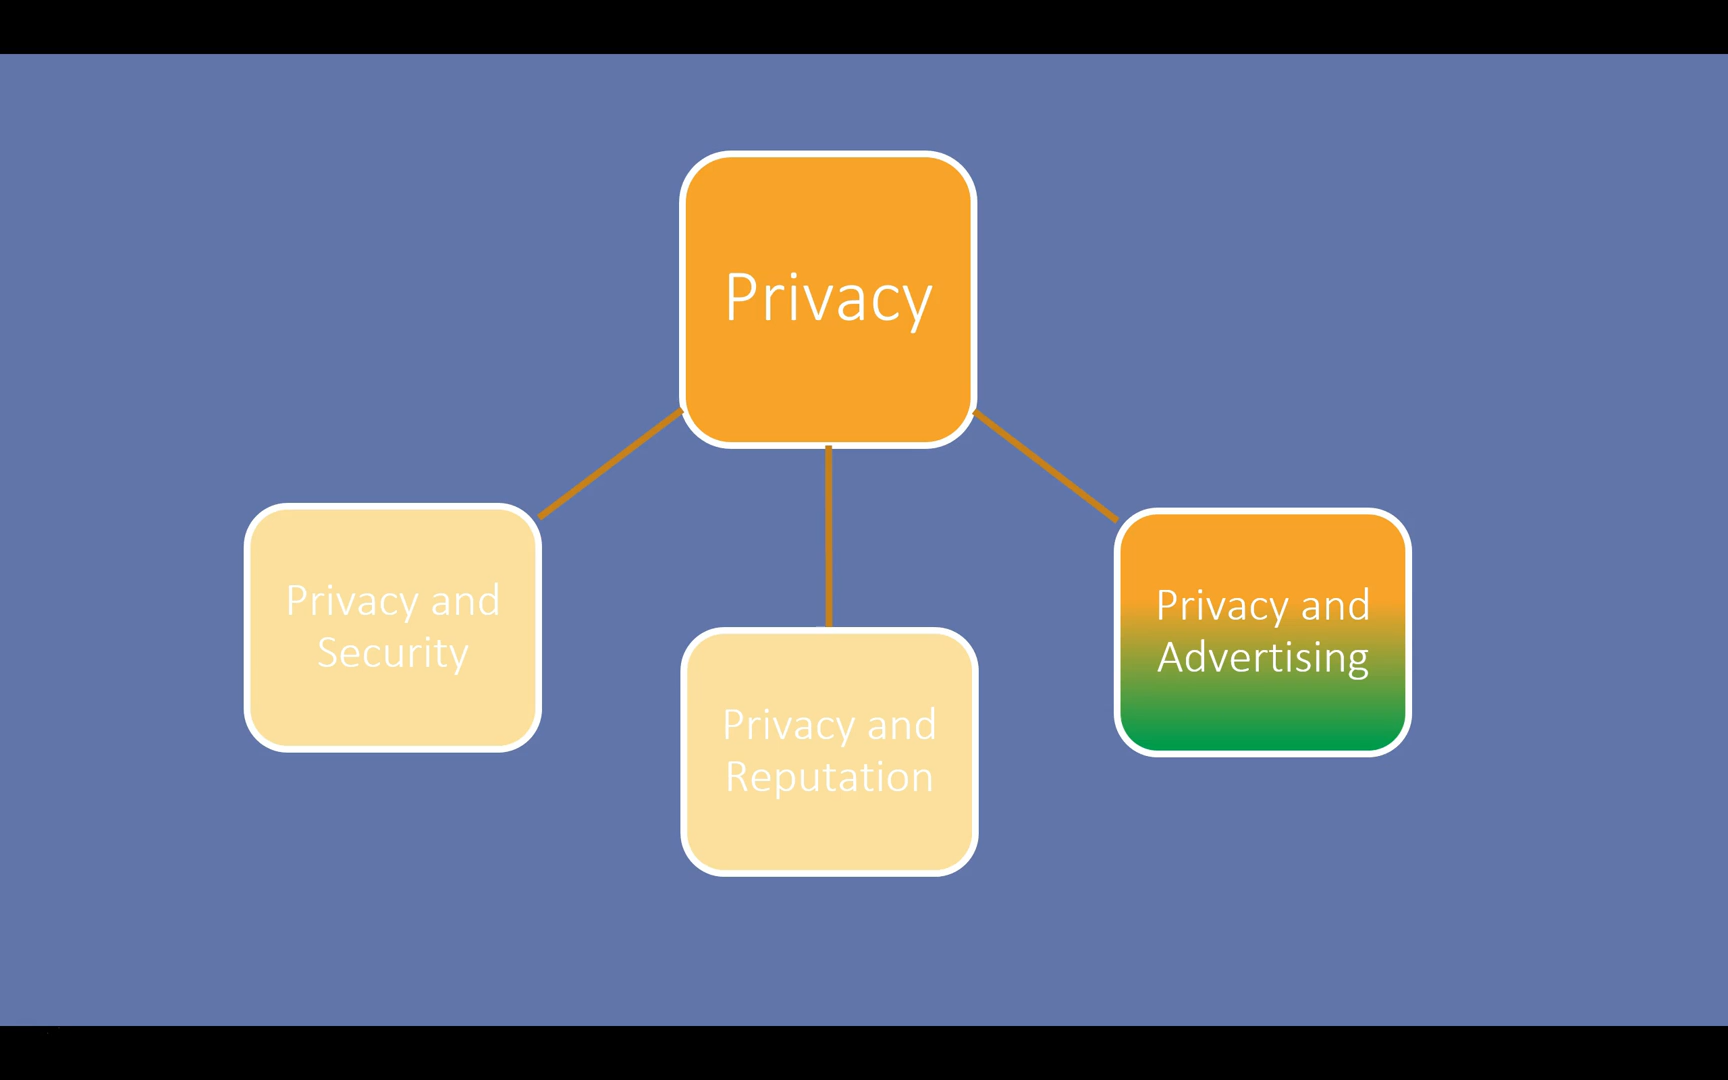 Privacy
Privacy and
Security
Privacy and
Reputation
Privacy and
Advertising